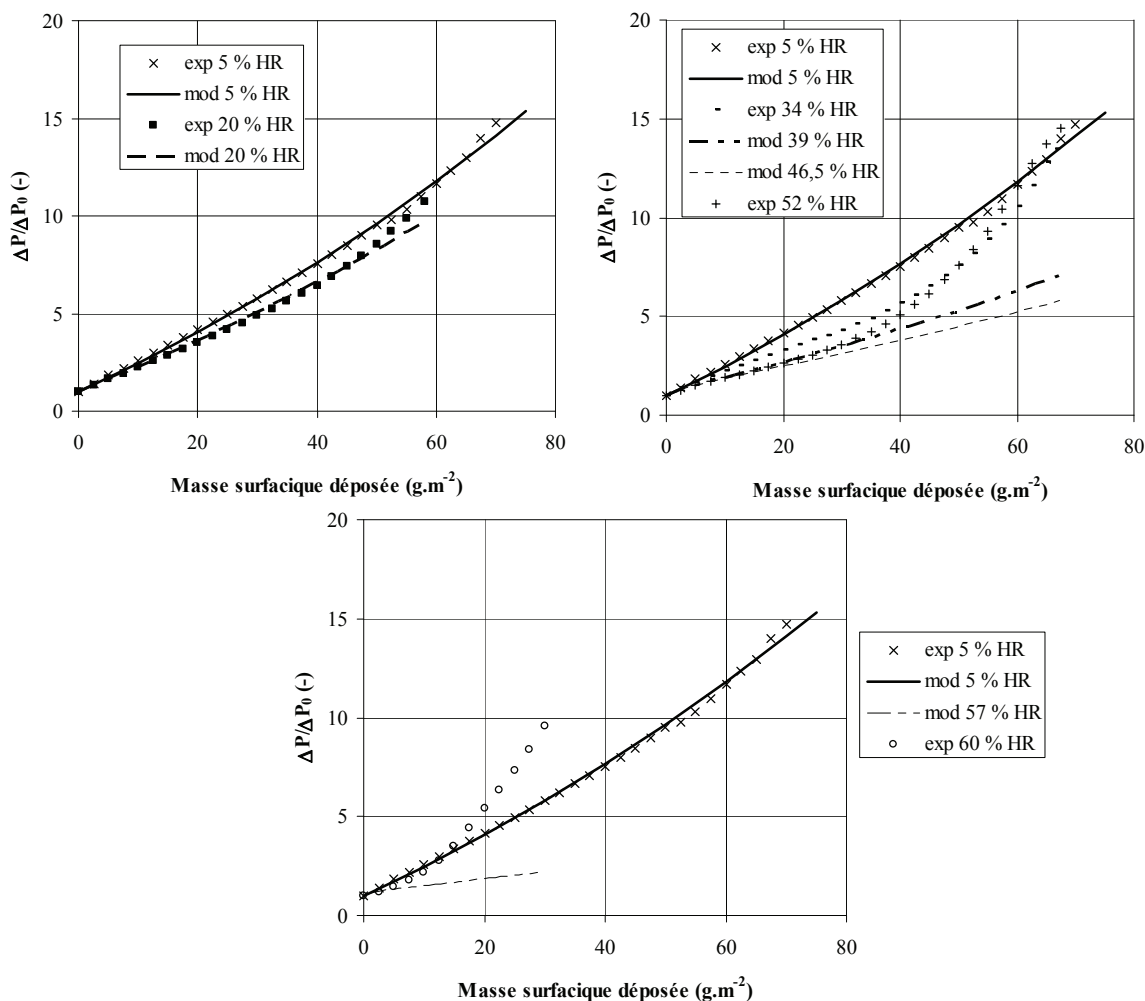 20
15
10
5
0
ΔP/ΔP₀ (-)
exp 5 % HR
mod 5 % HR
exp 20 % HR
mod 20 % HR
0 20 40 60 80
Masse surfacique déposée (g.m⁻²)
20
15
10
5
0
ΔP/ΔP₀ (-)
exp 5 % HR
mod 5 % HR
exp 34 % HR
mod 39 % HR
mod 46,5 % HR
exp 52 % HR
0 20 40 60 80
Masse surfacique déposée (g.m⁻²)
20
15
10
5
0
ΔP/ΔP₀ (-)
exp 5 % HR
mod 5 % HR
mod 57 % HR
exp 60 % HR
0 20 40 60 80
Masse surfacique déposée (g.m⁻²)